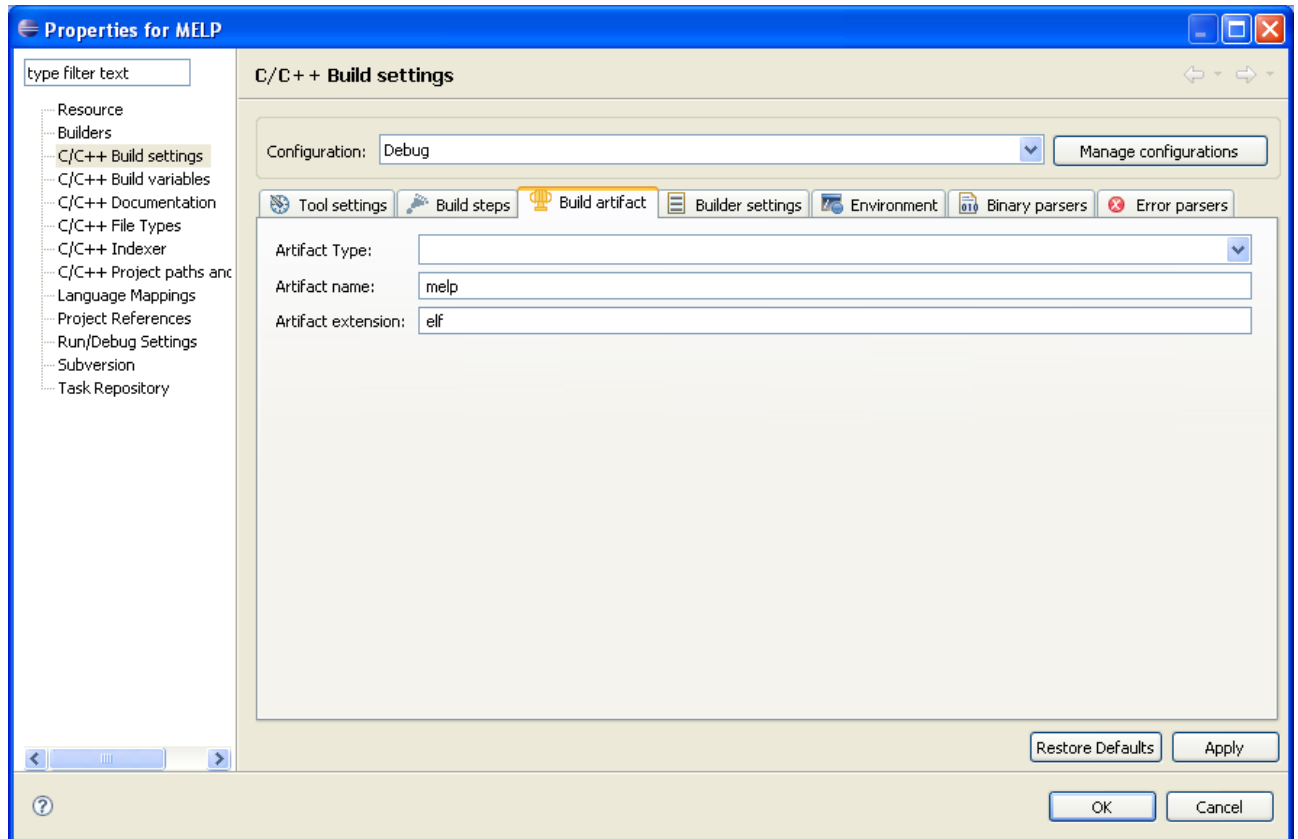 Properties for MELP
type filter text
Resource
Builders
C/C++ Build settings
C/C++ Build variables
C/C++ Documentation
C/C++ File Types
C/C++ Indexer
C/C++ Project paths and
Language Mappings
Project References
Run/Debug Settings
Subversion
Task Repository
C/C++ Build settings
Configuration: Debug Manage configurations
Tool settings Build steps Build artifact Builder settings Environment Binary parsers Error parsers
Artifact Type:
Artifact name: melp
Artifact extension: elf
Restore Defaults Apply
OK Cancel